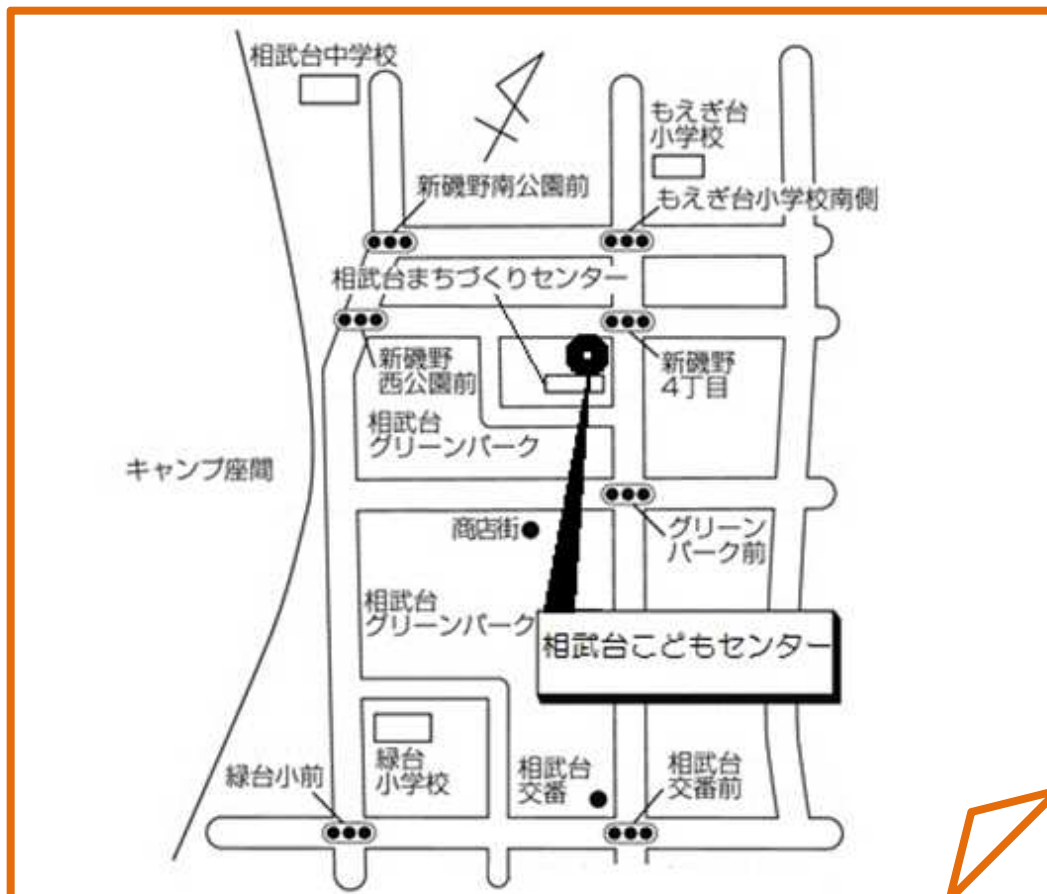 相武台中学校
もえぎ台
小学校
新磯野南公園前
もえぎ台小学校南側
相武台まちづくりセンター
新磯野
西公園前
新磯野
4丁目
相武台
グリーンパーク
キャンプ座間
商店街
グリーン
パーク前
相武台
グリーンパーク
相武台こどもセンター
緑台
小学校
緑台小前
相武台
交番
相武台
交番前